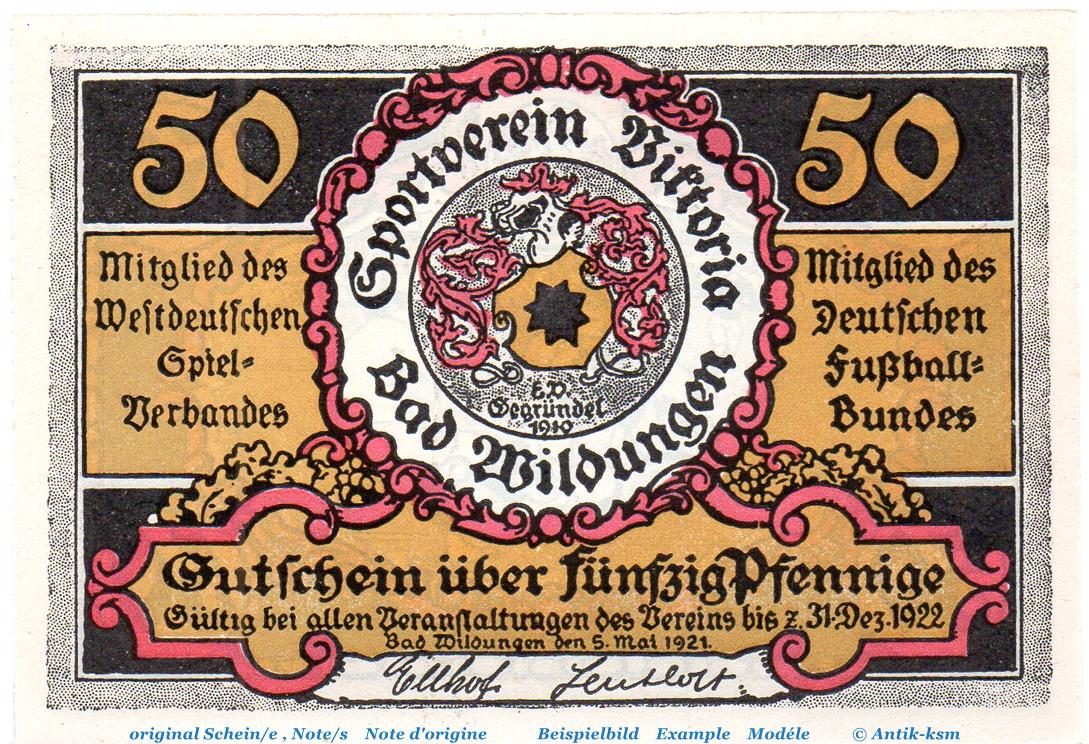 50
50
Sportverein Viktoria
Bad Wildungen
E.V.
Gegründet
1919
Mitglied des
Westdeutschen
Spiel=
Verbandes
Mitglied des
Deutschen
Fußball=
Bundes
Gutschein über fünfzig Pfennige
Gültig bei allen Veranstaltungen des Vereins bis z. 31. Dez. 1922
Bad Wildungen den 5. Mai 1921.
original Schein/e , Note/s Note d'origine Beispielbild Example Modéle © Antik-ksm